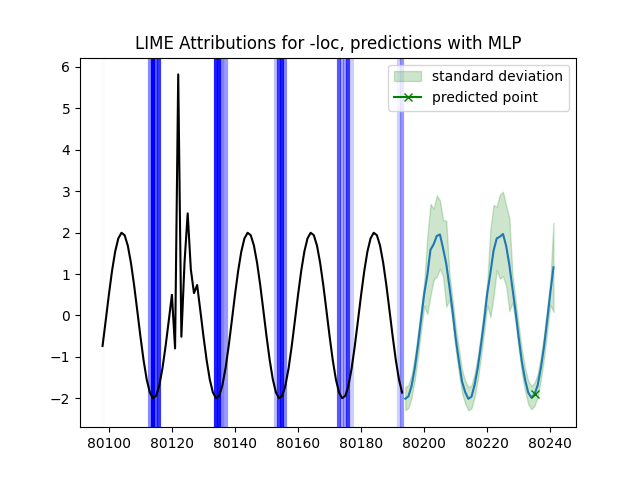 LIME Attributions for -loc, predictions with MLP
standard deviation
predicted point
6
5
4
3
2
1
0
−1
−2
80100 80120 80140 80160 80180 80200 80220 80240